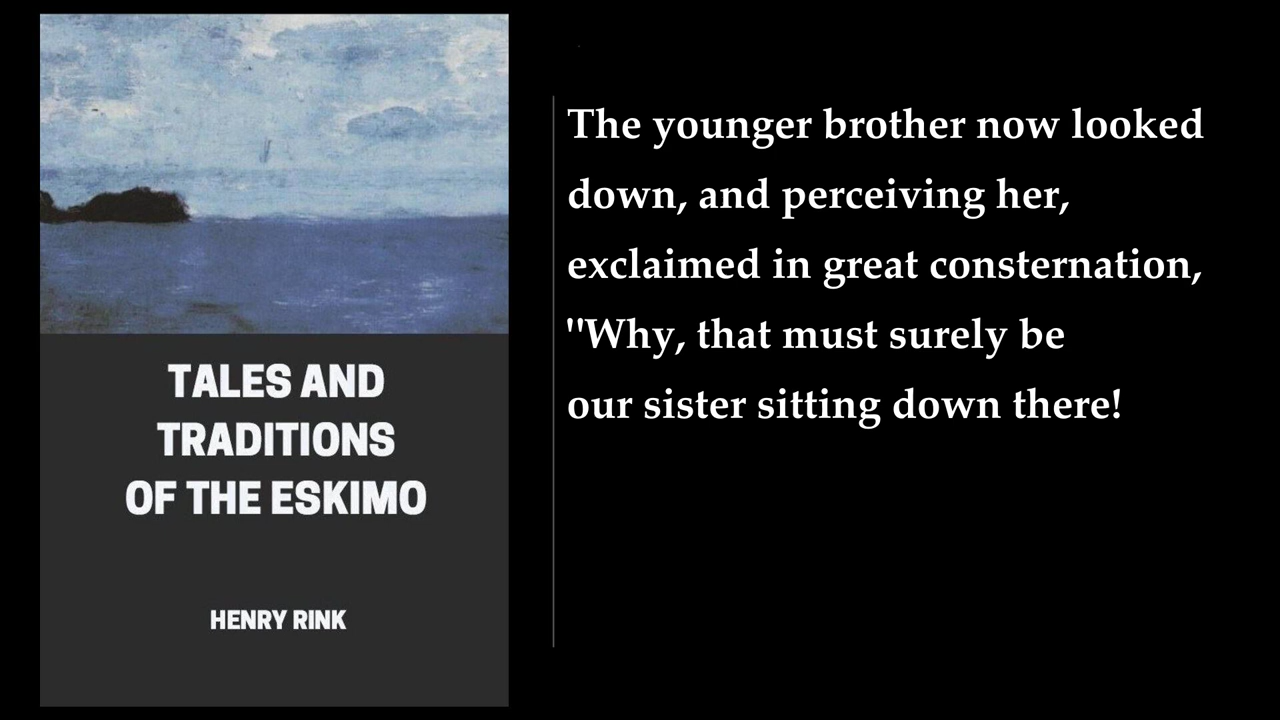 TALES AND
TRADITIONS
OF THE ESKIMO
HENRY RINK
The younger brother now looked
down, and perceiving her,
exclaimed in great consternation,
"Why, that must surely be
our sister sitting down there!